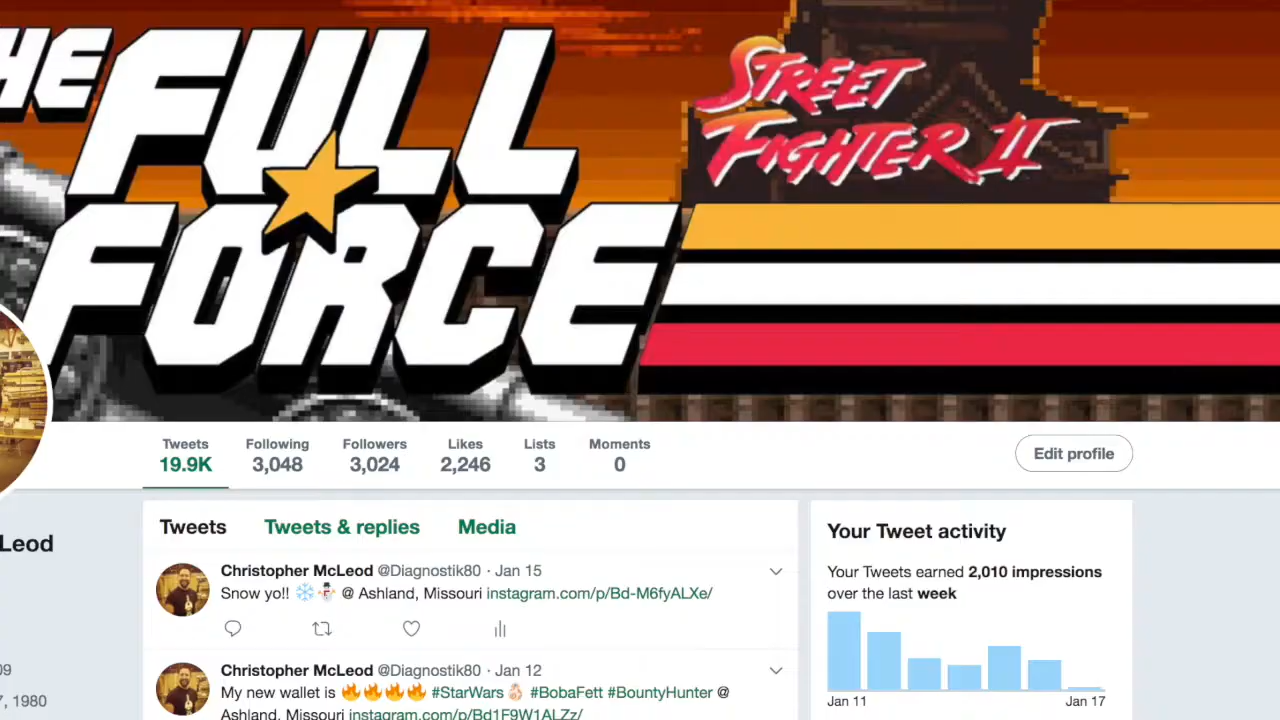 HE FULL
FORCE
STREET
FIGHTER II
Tweets Following Followers Likes Lists Moments
19.9K 3,048 3,024 2,246 3 0
Edit profile
Leod
09
7, 1980
Tweets Tweets & replies Media
Christopher McLeod @Diagnostik80 · Jan 15
Snow yo!! ❄️⛄ @ Ashland, Missouri instagram.com/p/Bd-M6fyALXe/
Christopher McLeod @Diagnostik80 · Jan 12
My new wallet is 🔥🔥🔥🔥 #StarWars #BobaFett #BountyHunter @
Ashland, Missouri instagram.com/p/Bd1F9W1ALZz/
Your Tweet activity
Your Tweets earned 2,010 impressions
over the last week
Jan 11 Jan 17